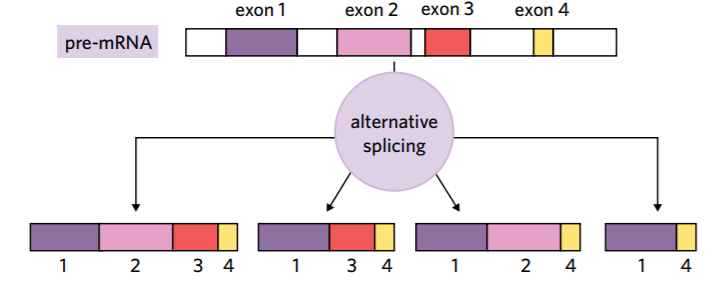 exon 1 exon 2 exon 3 exon 4
pre-mRNA
alternative
splicing
1 2 3 4 1 3 4 1 2 4 1 4